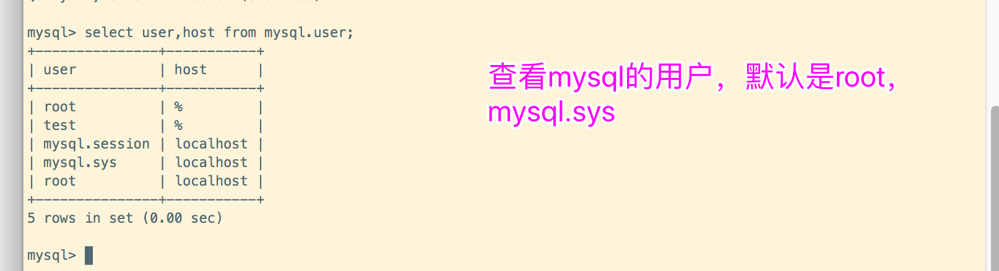 mysql> select user,host from mysql.user;
+---------------+-----------+
| user          | host      |
+---------------+-----------+
| root          | %         |
| test          | %         |
| mysql.session | localhost |
| mysql.sys     | localhost |
| root          | localhost |
+---------------+-----------+
5 rows in set (0.00 sec)
mysql>
查看mysql的用户，默认是root，
mysql.sys